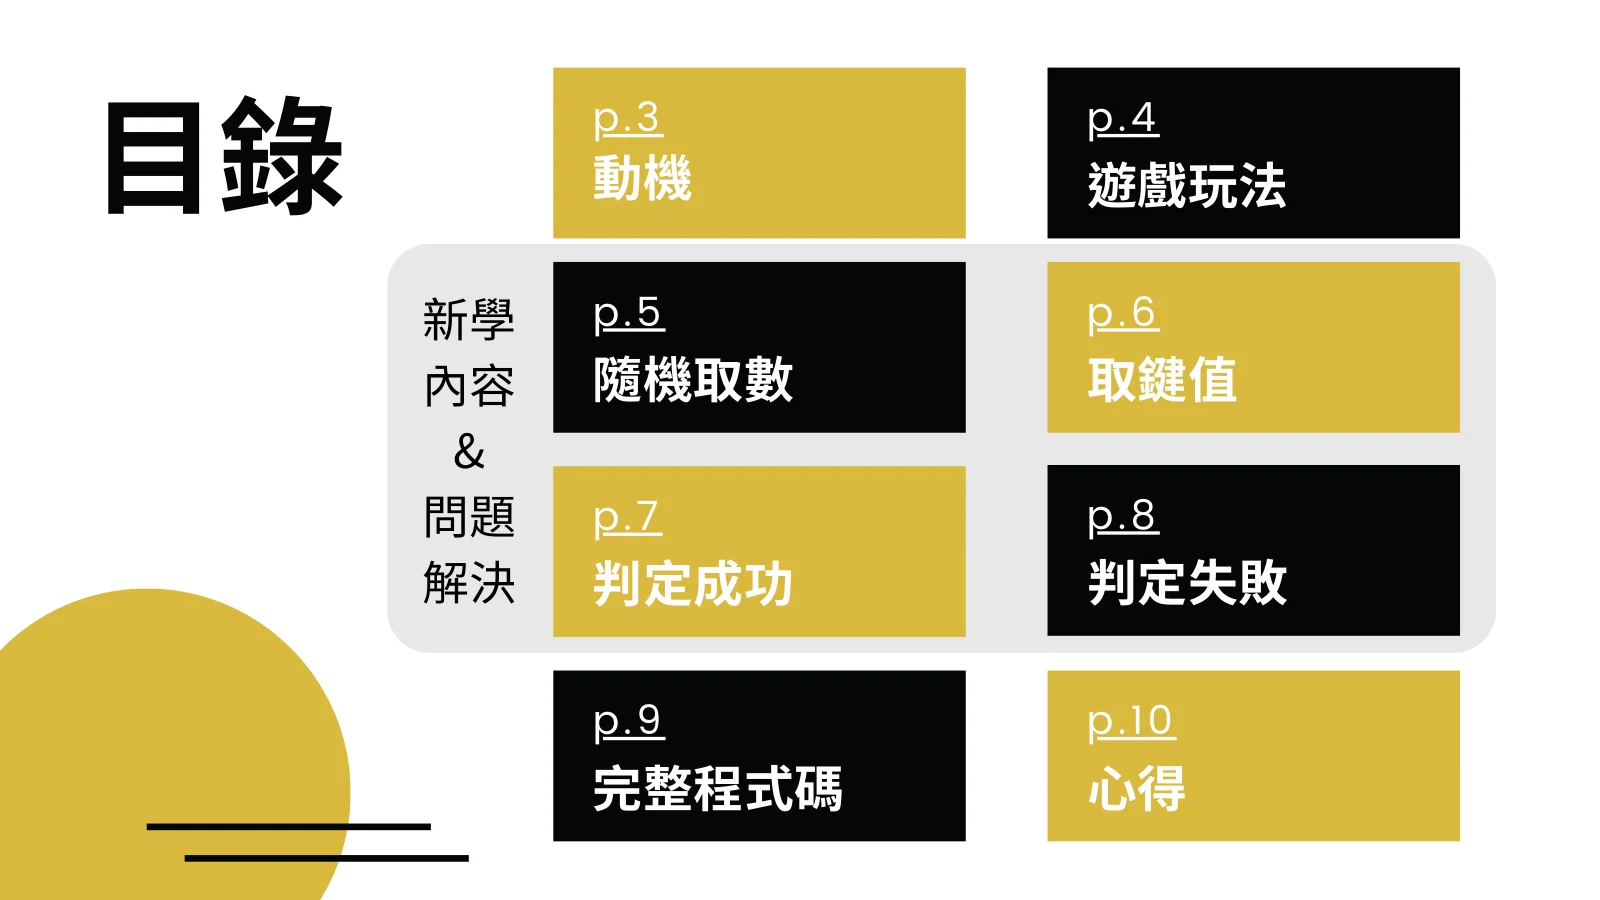 目錄
p.3
動機
p.4
遊戲玩法
新學
內容
&
問題
解決
p.5
隨機取數
p.6
取鍵值
p.7
判定成功
p.8
判定失敗
p.9
完整程式碼
p.10
心得